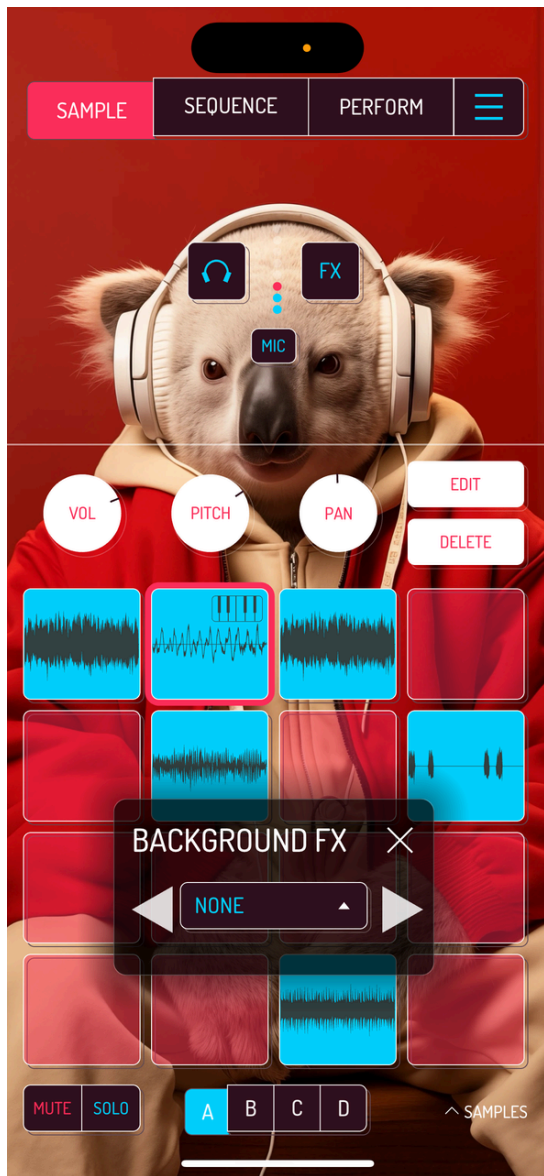 SAMPLE
SEQUENCE
PERFORM
FX
MIC
VOL
PITCH
PAN
EDIT
DELETE
BACKGROUND FX
NONE
MUTE
SOLO
A
B
C
D
SAMPLES